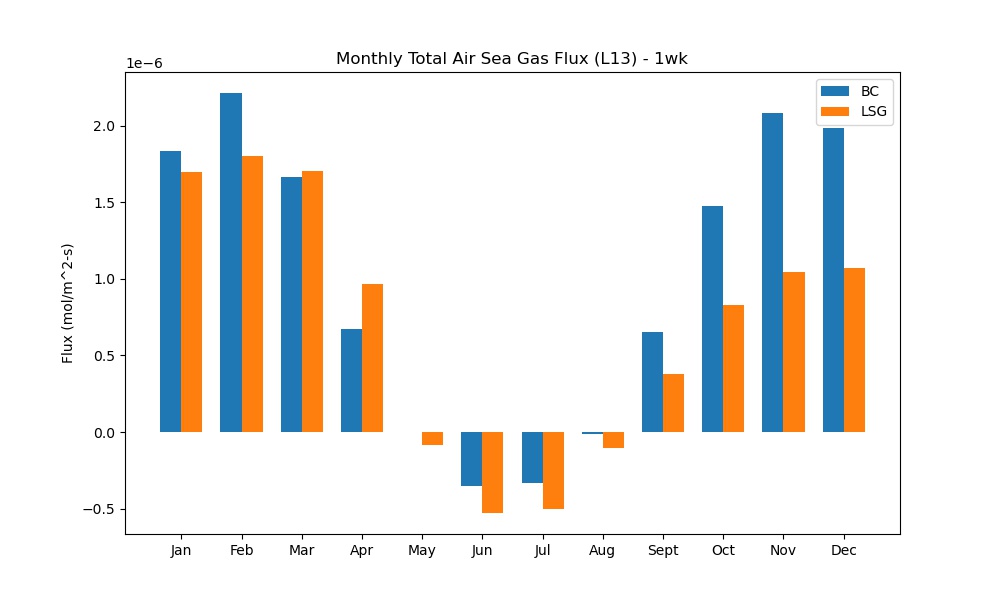 Monthly Total Air Sea Gas Flux (L13) - 1wk
1e−6
BC
LSG
2.0
1.5
1.0
0.5
0.0
−0.5
Flux (mol/m^2-s)
Jan Feb Mar Apr May Jun Jul Aug Sept Oct Nov Dec